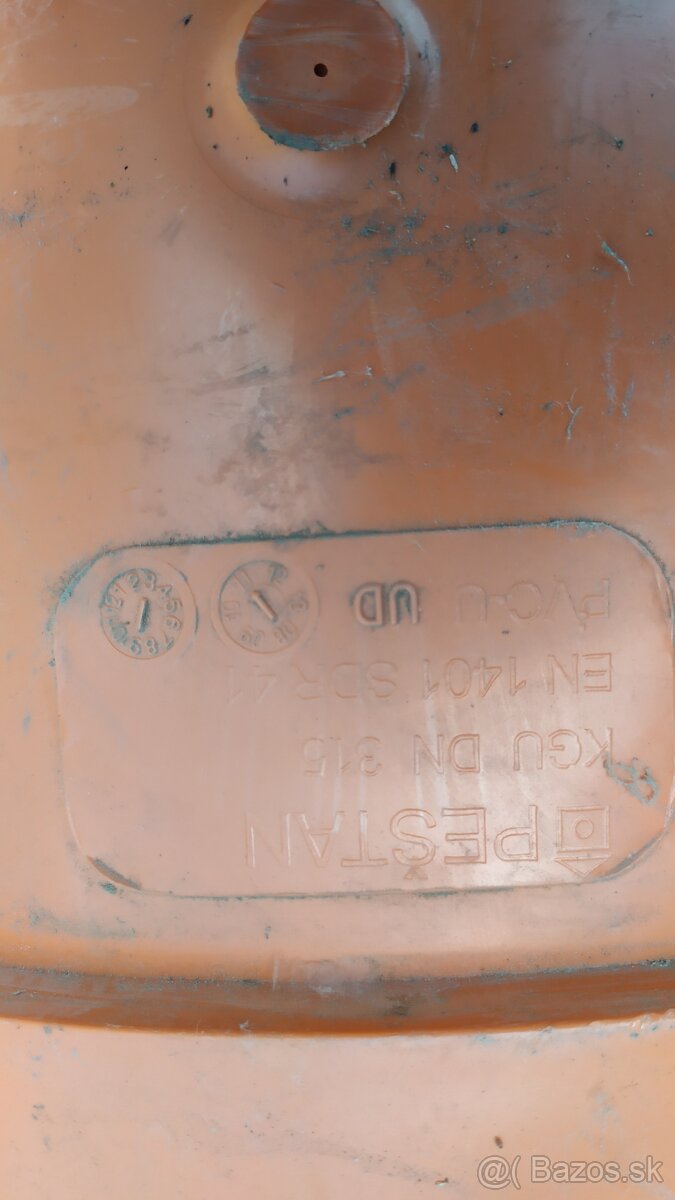 PEŠTAN
KGU DN 315
EN 1401 SDR 41
PVC-U UD
@( Bazos.sk